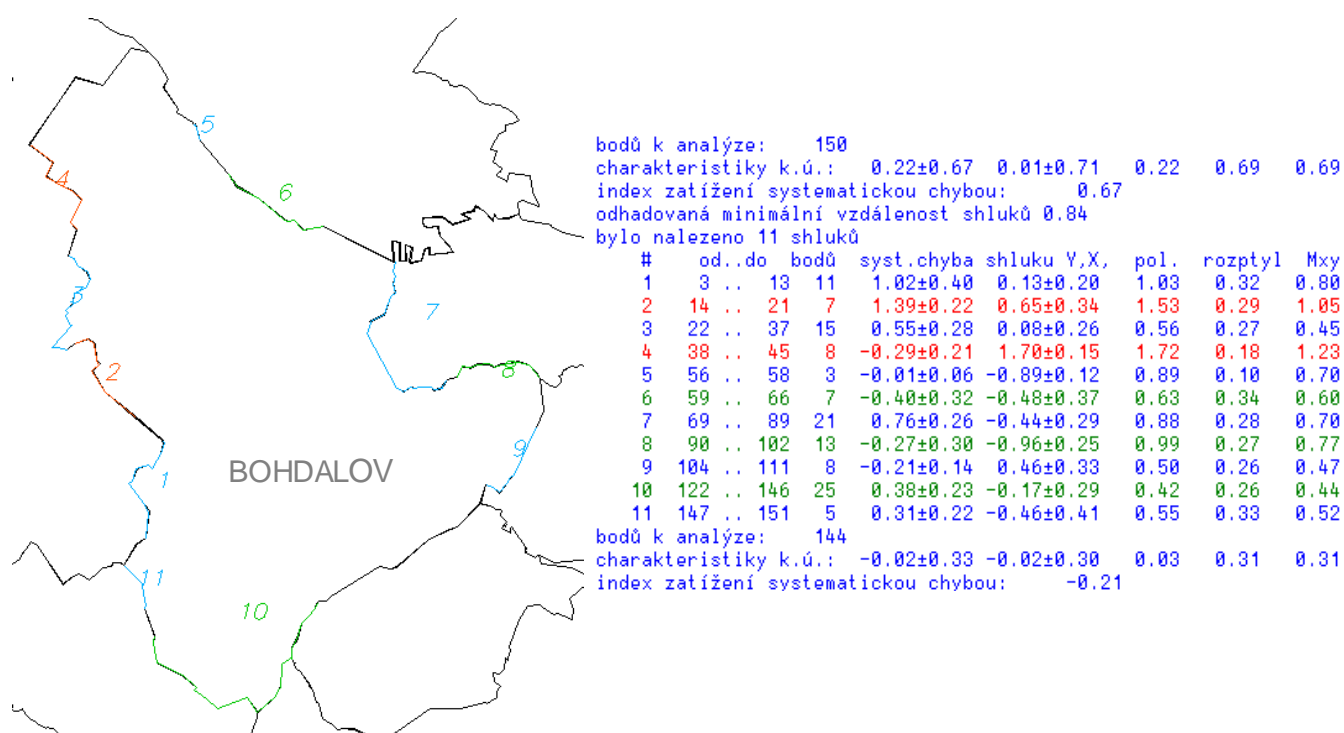 5
4
6
3
7
2
8
9
1
BOHDALOV
11
10
bodů k analýze: 150
charakteristiky k.ú.: 0.22±0.67 0.01±0.71 0.22 0.69 0.69
index zatížení systematickou chybou: 0.67
odhadovaná minimální vzdálenost shluků 0.84
bylo nalezeno 11 shluků
# od..do bodů syst.chyba shluku Y,X, pol. rozptyl Mxy
1 3 .. 13 11 1.02±0.40 0.13±0.20 1.03 0.32 0.80
2 14 .. 21 7 1.39±0.22 0.65±0.34 1.53 0.29 1.05
3 22 .. 37 15 0.55±0.28 0.08±0.26 0.56 0.27 0.45
4 38 .. 45 8 -0.29±0.21 1.70±0.15 1.72 0.18 1.23
5 56 .. 58 3 -0.01±0.06 -0.89±0.12 0.89 0.10 0.70
6 59 .. 66 7 -0.40±0.32 -0.48±0.37 0.63 0.34 0.60
7 69 .. 89 21 0.76±0.26 -0.44±0.29 0.88 0.28 0.70
8 90 .. 102 13 -0.27±0.30 -0.96±0.25 0.99 0.27 0.77
9 104 .. 111 8 -0.21±0.14 0.46±0.33 0.50 0.26 0.47
10 122 .. 146 25 0.38±0.23 -0.17±0.29 0.42 0.26 0.44
11 147 .. 151 5 0.31±0.22 -0.46±0.41 0.55 0.33 0.52
bodů k analýze: 144
charakteristiky k.ú.: -0.02±0.33 -0.02±0.30 0.03 0.31 0.31
index zatížení systematickou chybou: -0.21